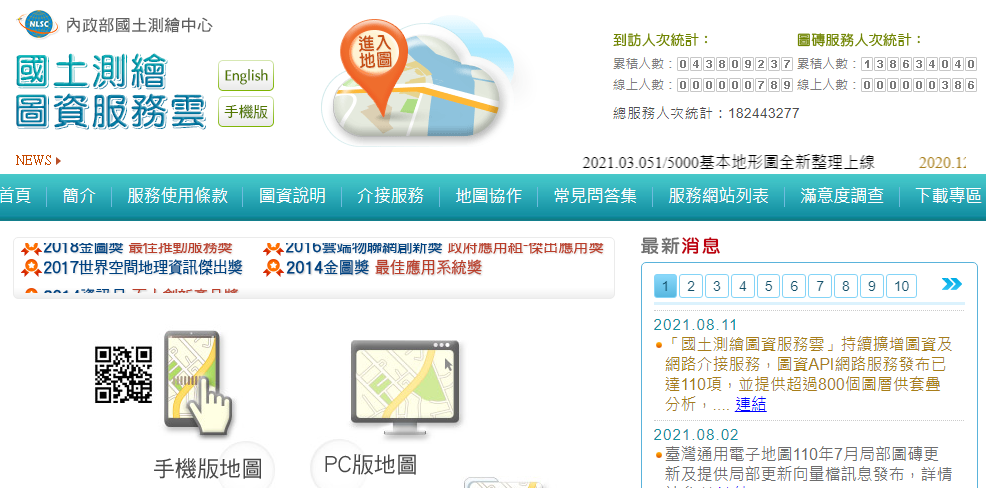 NLSC 內政部國土測繪中心
國土測繪
圖資服務雲
English
手機版
進入
地圖
到訪人次統計：
累積人數：043809237
線上人數：000000789
圖磚服務人次統計：
累積人數：138634040
線上人數：000000386
總服務人次統計：182443277
NEWS
2021.03.051/5000基本地形圖全新整理上線
2020.12
首頁 簡介 服務使用條款 圖資說明 介接服務 地圖協作 常見問答集 服務網站列表 滿意度調查 下載專區
2018金圖獎 最佳推動服務獎
2016雲端物聯網創新獎 政府應用組-傑出應用獎
2017世界空間地理資訊傑出獎
2014金圖獎 最佳應用系統獎
手機版地圖
PC版地圖
最新消息
1 2 3 4 5 6 7 8 9 10
2021.08.11
「國土測繪圖資服務雲」持續擴增圖資及
網路介接服務，圖資API網路服務發布已
達110項，並提供超過800個圖層供套疊
分析，.... 連結
2021.08.02
臺灣通用電子地圖110年7月局部圖磚更
新及提供局部更新向量檔訊息發布，詳情